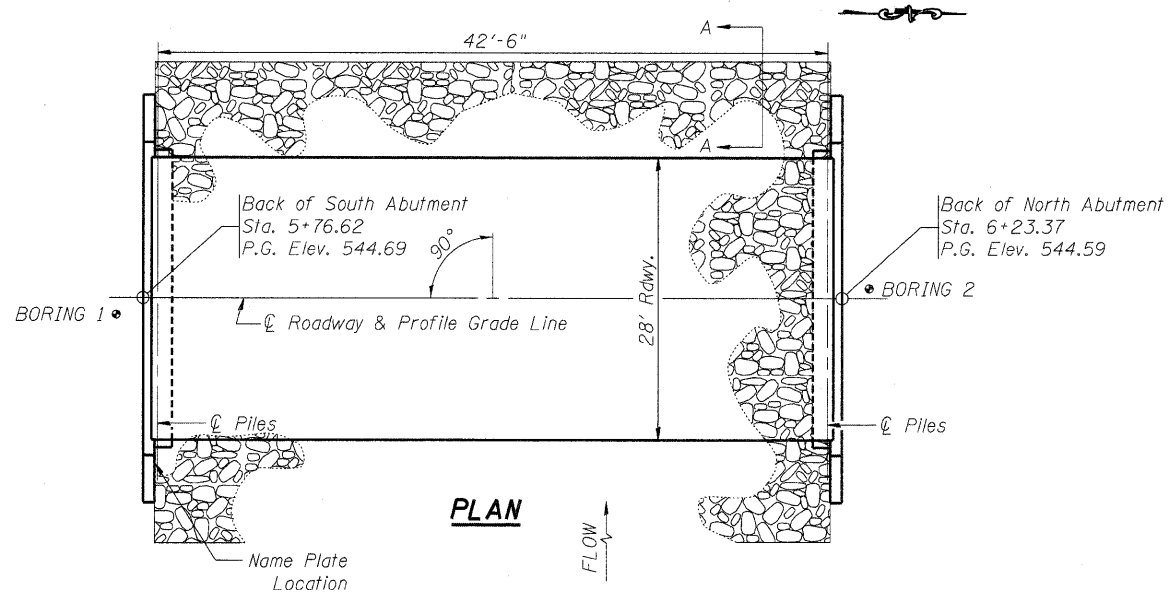 A
42'-6"
A
Back of South Abutment
Sta. 5+76.62
P.G. Elev. 544.69
90°
Back of North Abutment
Sta. 6+23.37
P.G. Elev. 544.59
BORING 1
BORING 2
℄ Roadway & Profile Grade Line
28' Rdwy.
℄ Piles
℄ Piles
PLAN
FLOW
Name Plate
Location